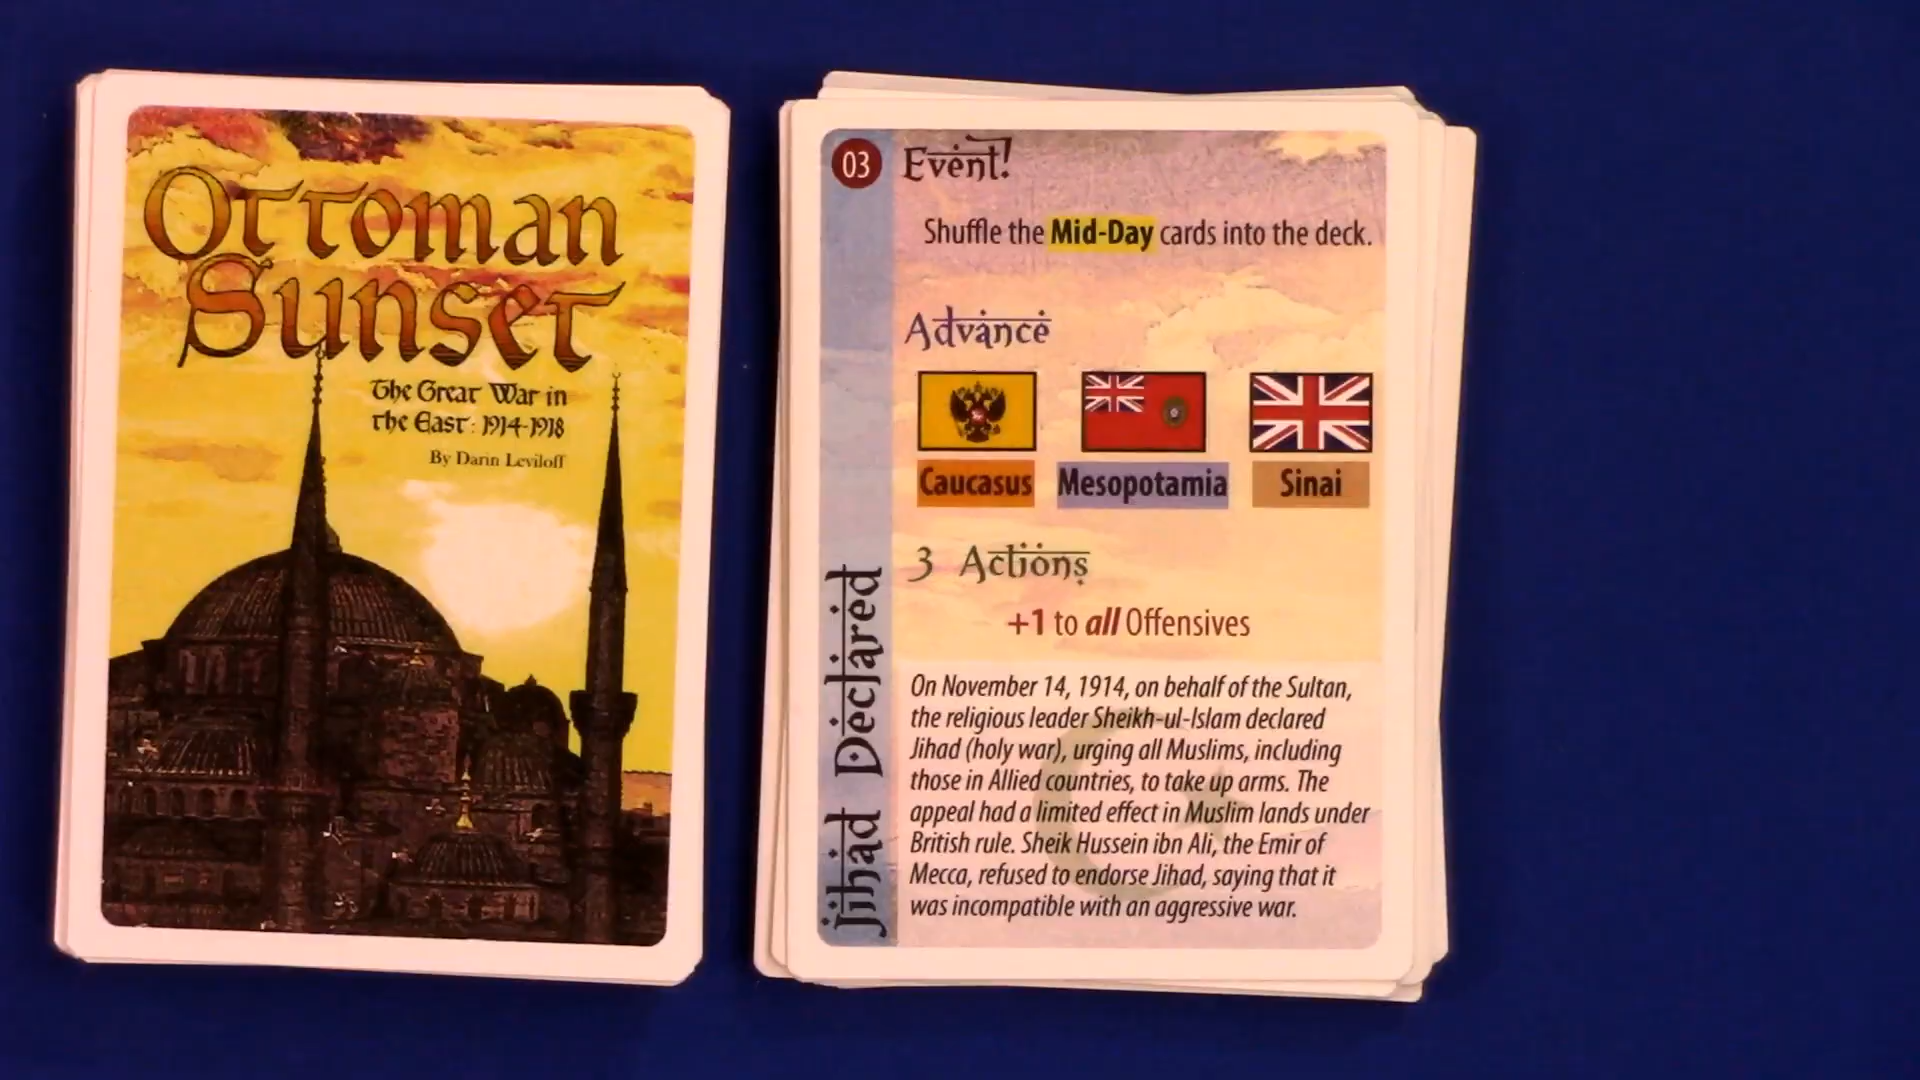 Ottoman
Sunset
The Great War in
the East: 1914-1918
By Darin Leviloff
03
Event!
Shuffle the Mid-Day cards into the deck.
Advance
Caucasus
Mesopotamia
Sinai
3 Actions
+1 to all Offensives
Jihad Declared
On November 14, 1914, on behalf of the Sultan,
the religious leader Sheikh-ul-Islam declared
Jihad (holy war), urging all Muslims, including
those in Allied countries, to take up arms. The
appeal had a limited effect in Muslim lands under
British rule. Sheik Hussein ibn Ali, the Emir of
Mecca, refused to endorse Jihad, saying that it
was incompatible with an aggressive war.